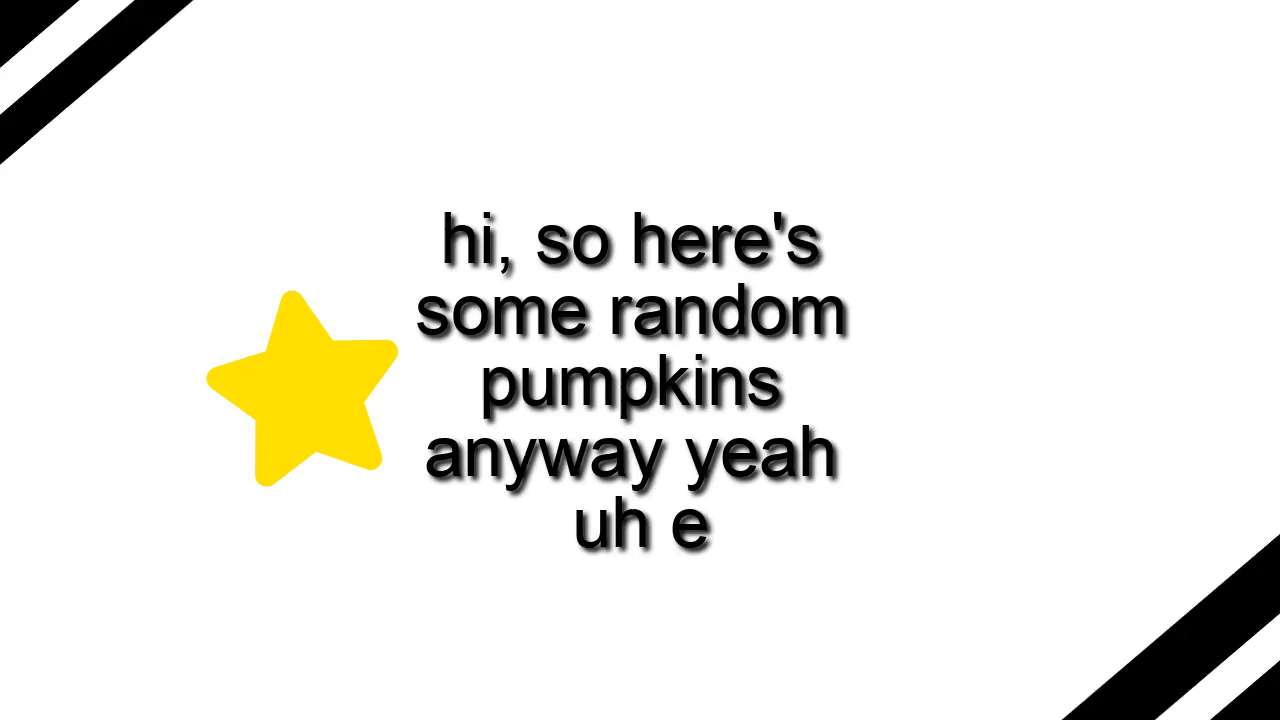 hi, so here's
some random
pumpkins
anyway yeah
uh e